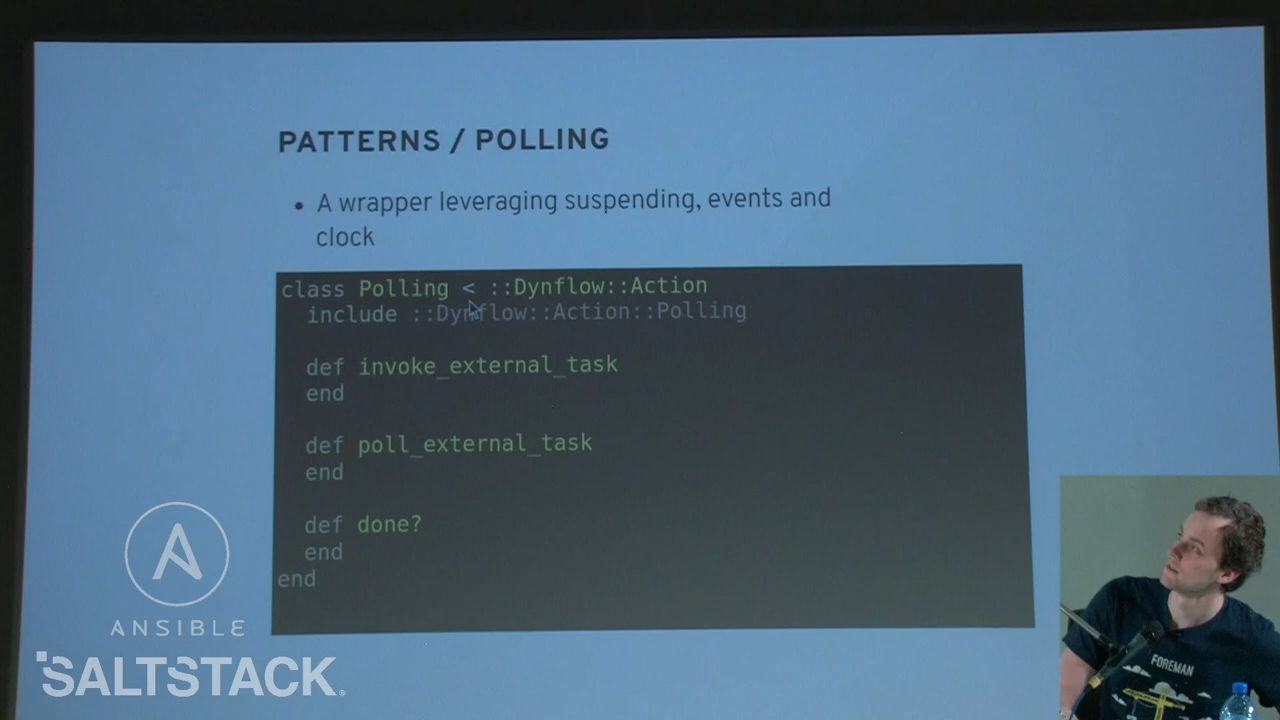 PATTERNS / POLLING
• A wrapper leveraging suspending, events and
clock
class Polling < ::Dynflow::Action
include ::Dynflow::Action::Polling
def invoke_external_task
end
def poll_external_task
end
def done?
end
end
ANSIBLE
SALTSTACK
FOREMAN